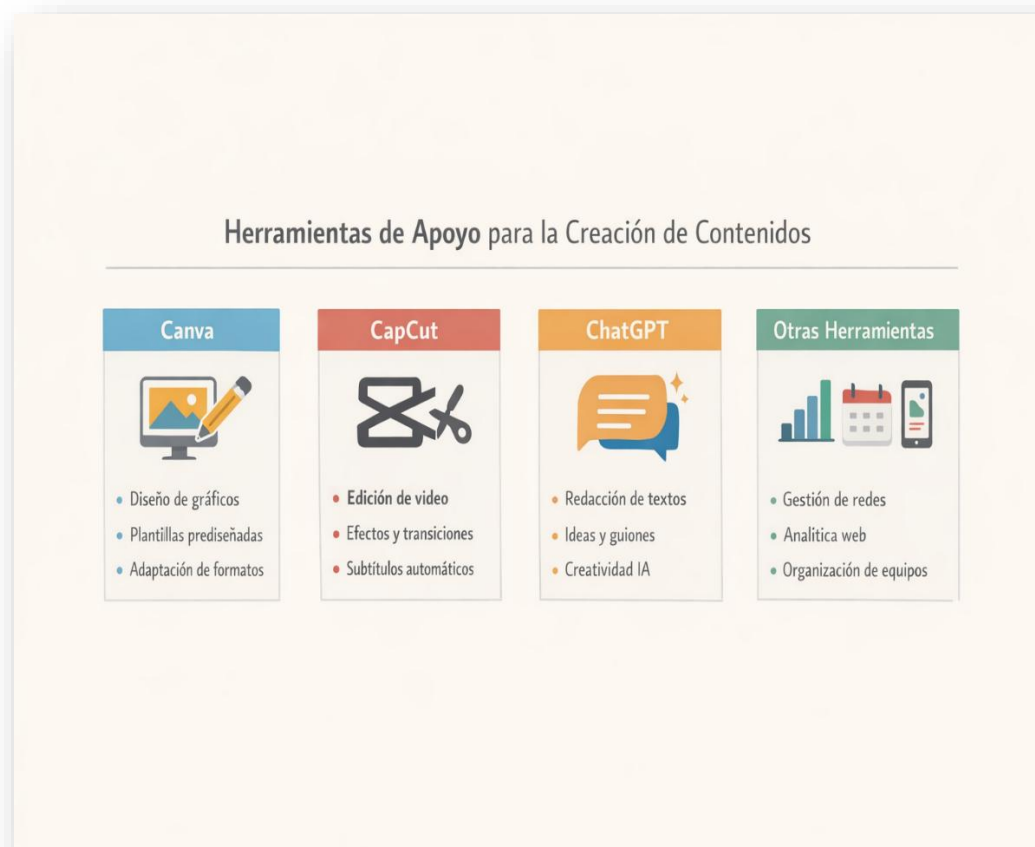 Herramientas de Apoyo para la Creación de Contenidos
Canva
• Diseño de gráficos
• Plantillas prediseñadas
• Adaptación de formatos
CapCut
• Edición de video
• Efectos y transiciones
• Subtítulos automáticos
ChatGPT
• Redacción de textos
• Ideas y guiones
• Creatividad IA
Otras Herramientas
• Gestión de redes
• Analitica web
• Organización de equipos